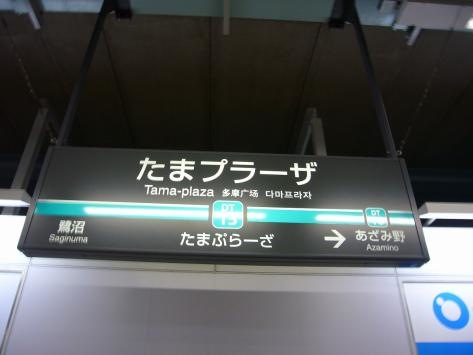 たまプラーザ
Tama-plaza 多摩广场 다마프라자
DT
15
DT
鷺沼
Saginuma
たまぷらーざ
→ あざみ野
Azamino